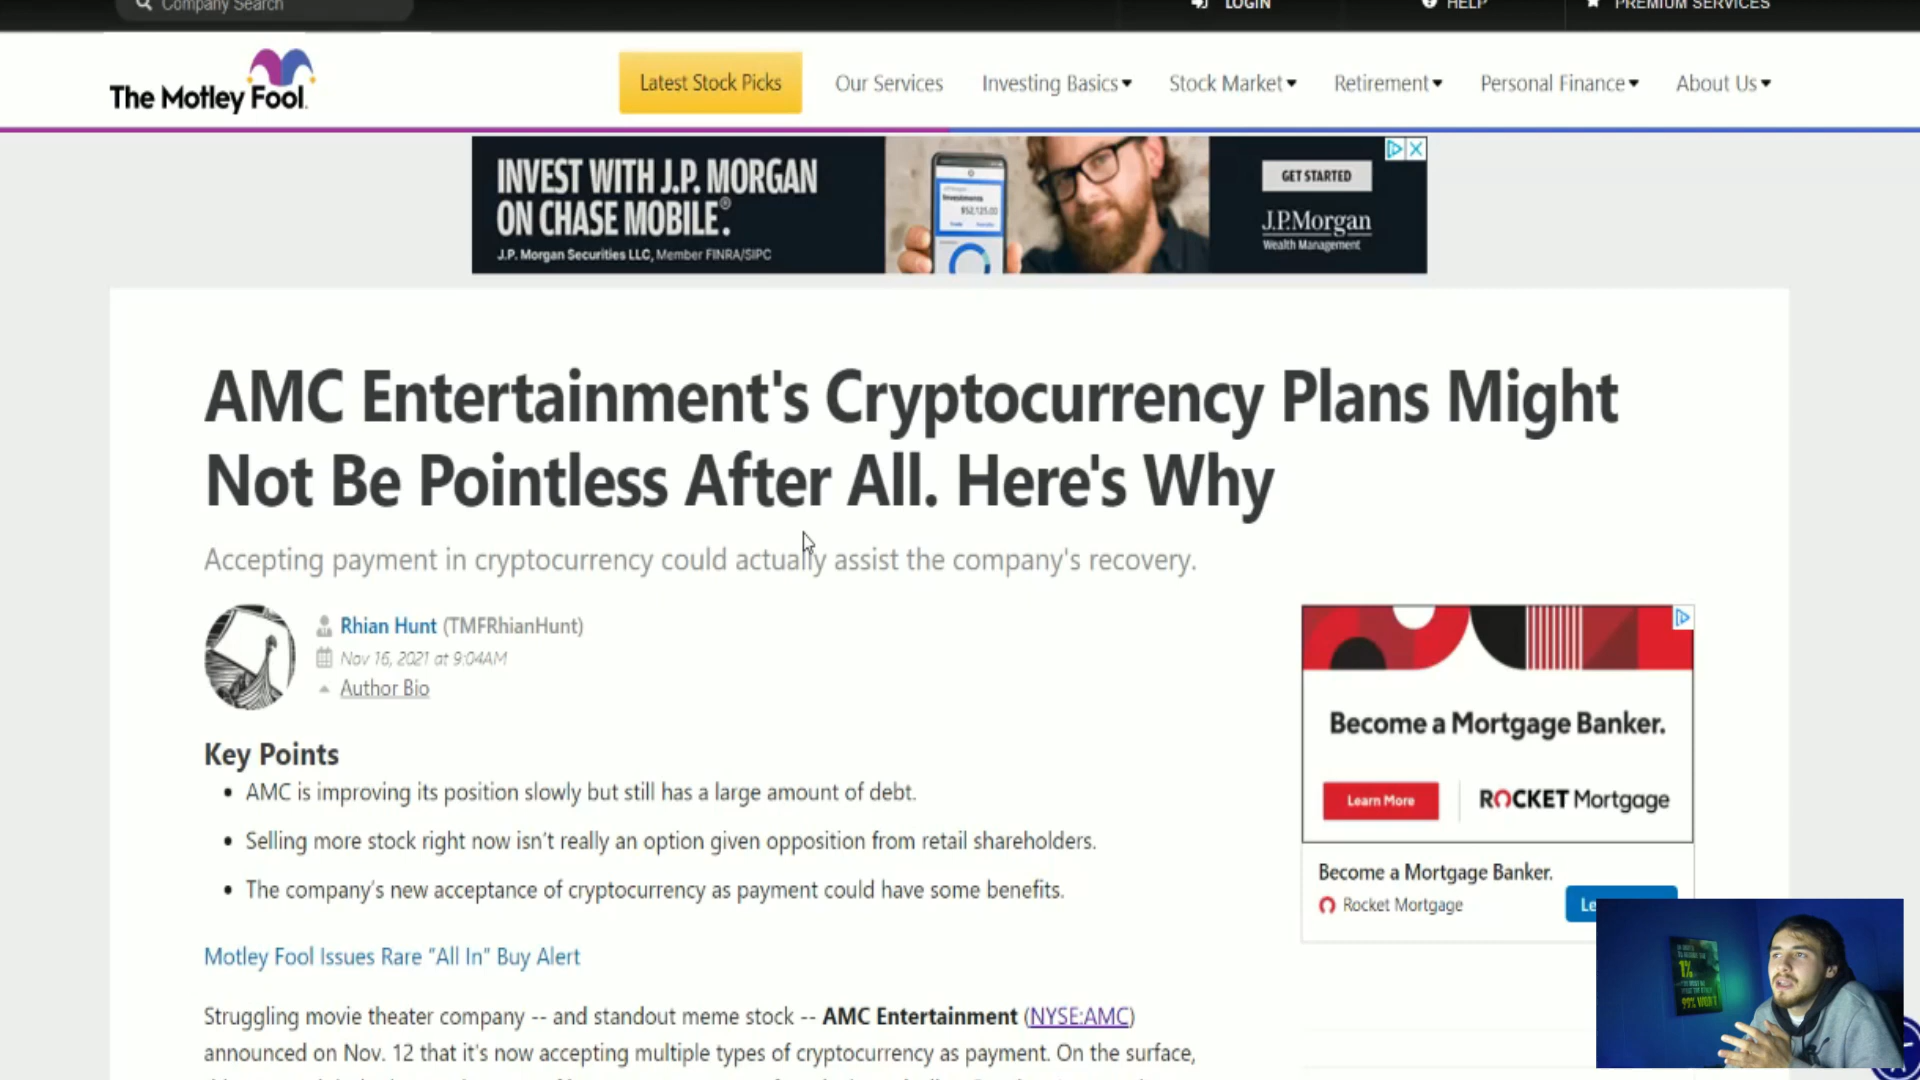 Company Search
LOGIN
HELP
PREMIUM SERVICES
The Motley Fool.
Latest Stock Picks
Our Services
Investing Basics
Stock Market
Retirement
Personal Finance
About Us
INVEST WITH J.P. MORGAN
ON CHASE MOBILE.®
J.P. Morgan Securities LLC, Member FINRA/SIPC
Investments
$52,125.00
GET STARTED
J.P.Morgan
Wealth Management
AMC Entertainment's Cryptocurrency Plans Might
Not Be Pointless After All. Here's Why
Accepting payment in cryptocurrency could actually assist the company's recovery.
Rhian Hunt (TMFRhianHunt)
Nov 16, 2021 at 9:04AM
Author Bio
Key Points
• AMC is improving its position slowly but still has a large amount of debt.
• Selling more stock right now isn't really an option given opposition from retail shareholders.
• The company's new acceptance of cryptocurrency as payment could have some benefits.
Motley Fool Issues Rare “All In” Buy Alert
Struggling movie theater company -- and standout meme stock -- AMC Entertainment (NYSE:AMC)
announced on Nov. 12 that it's now accepting multiple types of cryptocurrency as payment. On the surface,
Become a Mortgage Banker.
Learn More
ROCKET Mortgage
Become a Mortgage Banker.
Rocket Mortgage
Le
1%
99% WON'T